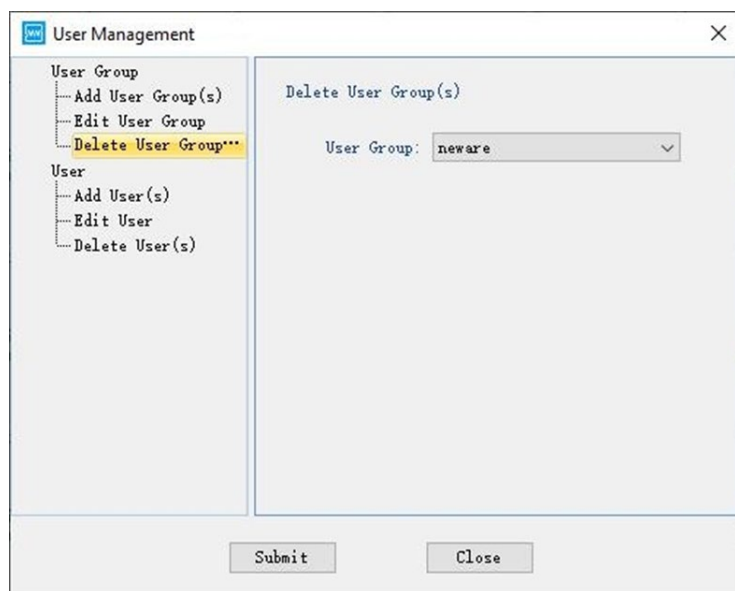 User Management
User Group
Add User Group(s)
Edit User Group
Delete User Group...
User
Add User(s)
Edit User
Delete User(s)
Delete User Group(s)
User Group: neware
Submit
Close